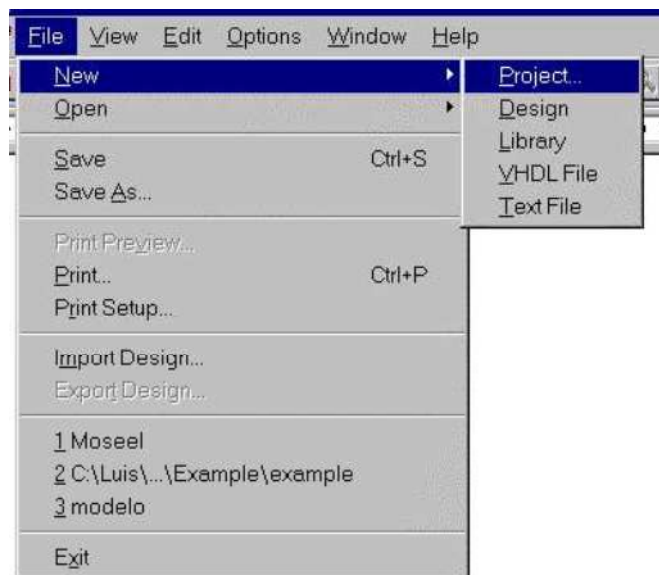 File View Edit Options Window Help
New
Open
Save Ctrl+S
Save As...
Print Preview...
Print... Ctrl+P
Print Setup...
Import Design...
Export Design...
1 Moseel
2 C:\Luis\...\Example\example
3 modelo
Exit
Project...
Design
Library
VHDL File
Text File